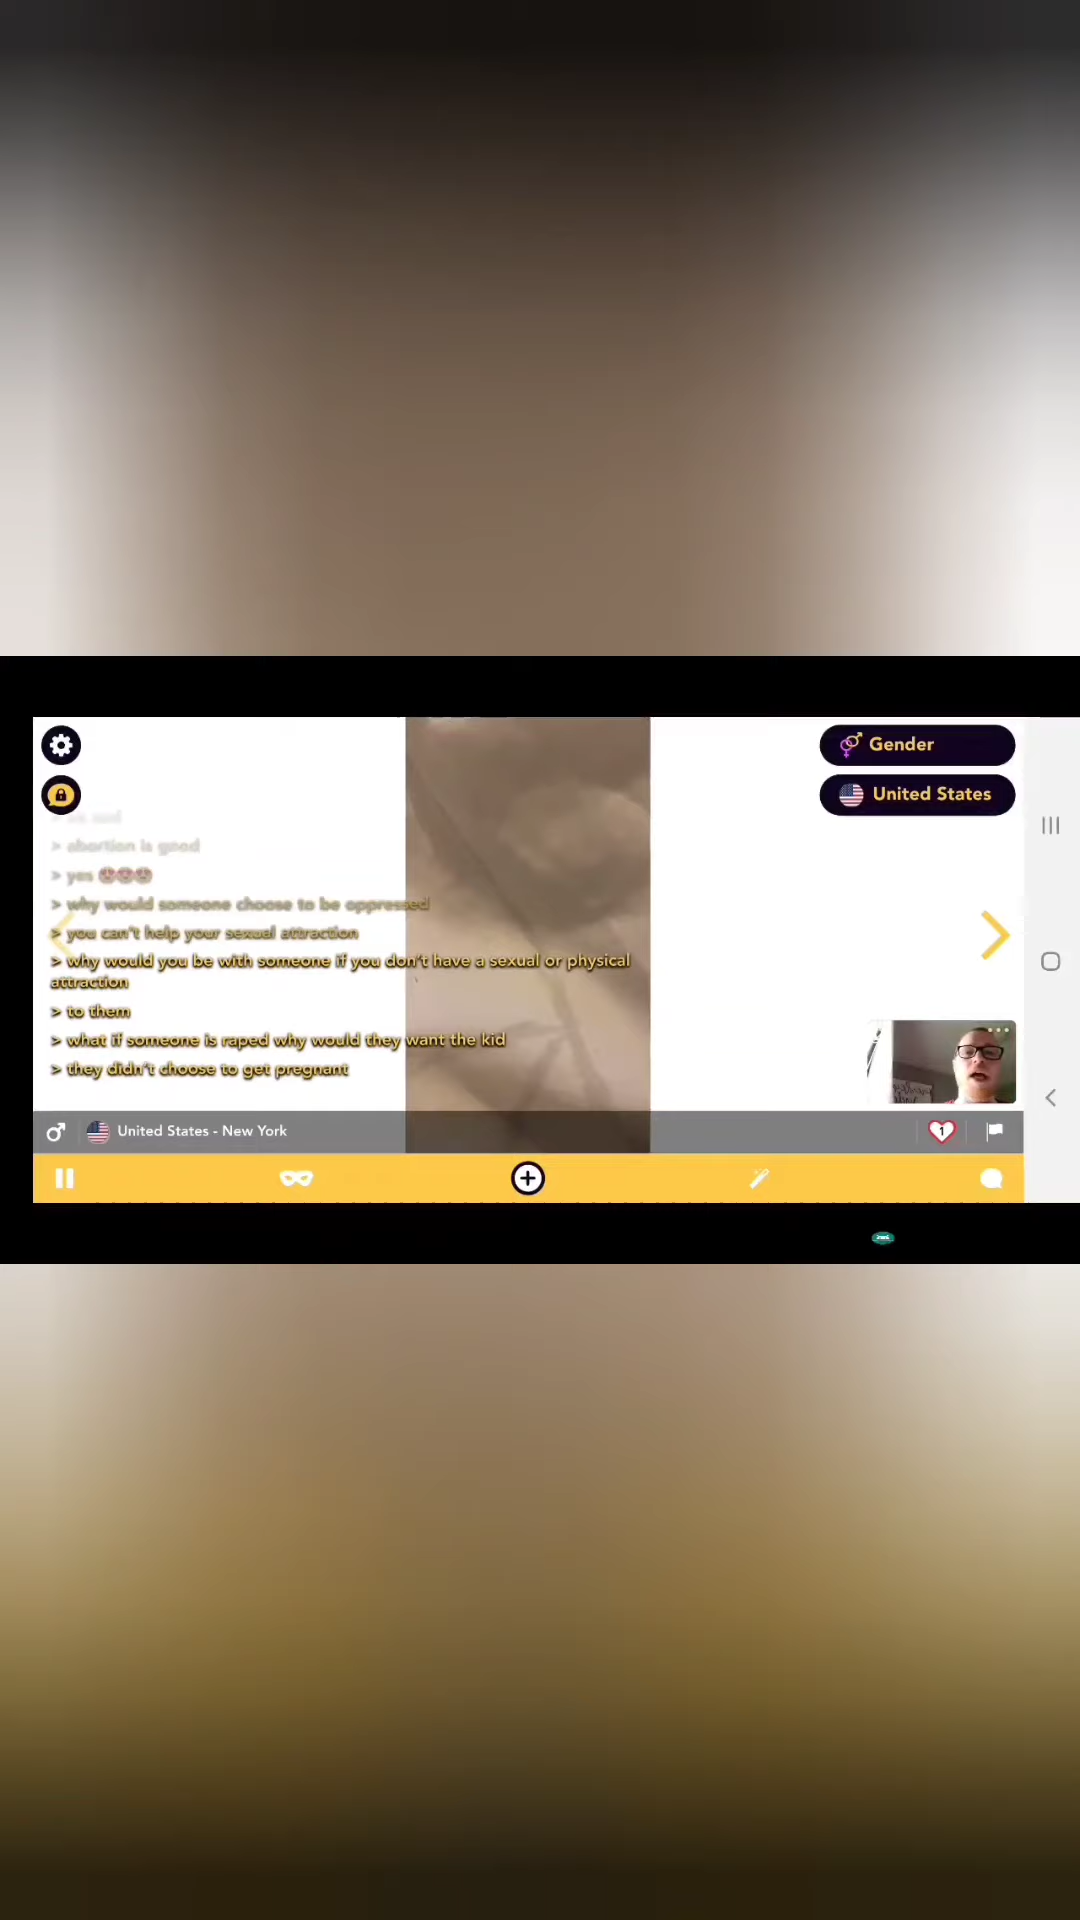 Gender
United States
> abortion is good
> yes 😍😍😍
> why would someone choose to be oppressed
> you can't help your sexual attraction
> why would you be with someone if you don't have a sexual or physical
attraction
> to them
> what if someone is raped why would they want the kid
> they didn't choose to get pregnant
United States - New York
1